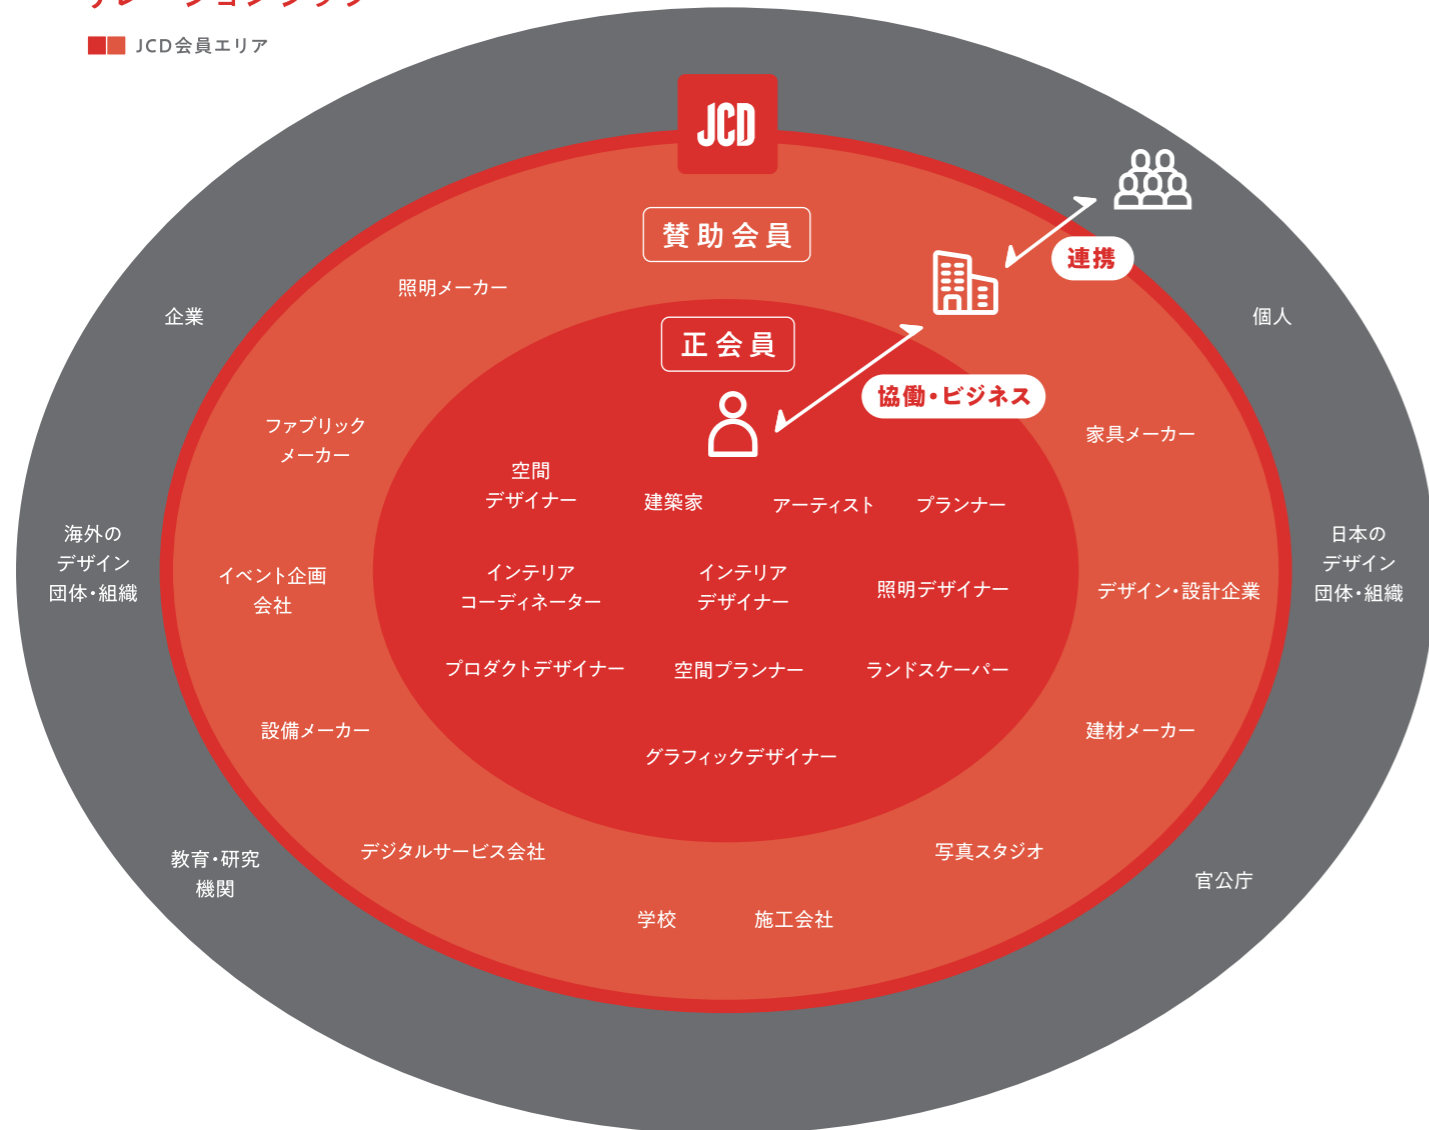 リレーションシップ
JCD会員エリア
JCD
賛助会員
連携
照明メーカー
企業
個人
正会員
協働・ビジネス
ファブリック
メーカー
家具メーカー
空間
デザイナー
建築家
アーティスト
プランナー
海外の
デザイン
団体・組織
イベント企画
会社
インテリア
コーディネーター
インテリア
デザイナー
照明デザイナー
デザイン・設計企業
日本の
デザイン
団体・組織
プロダクトデザイナー
空間プランナー
ランドスケーパー
設備メーカー
建材メーカー
グラフィックデザイナー
デジタルサービス会社
写真スタジオ
教育・研究
機関
官公庁
学校
施工会社